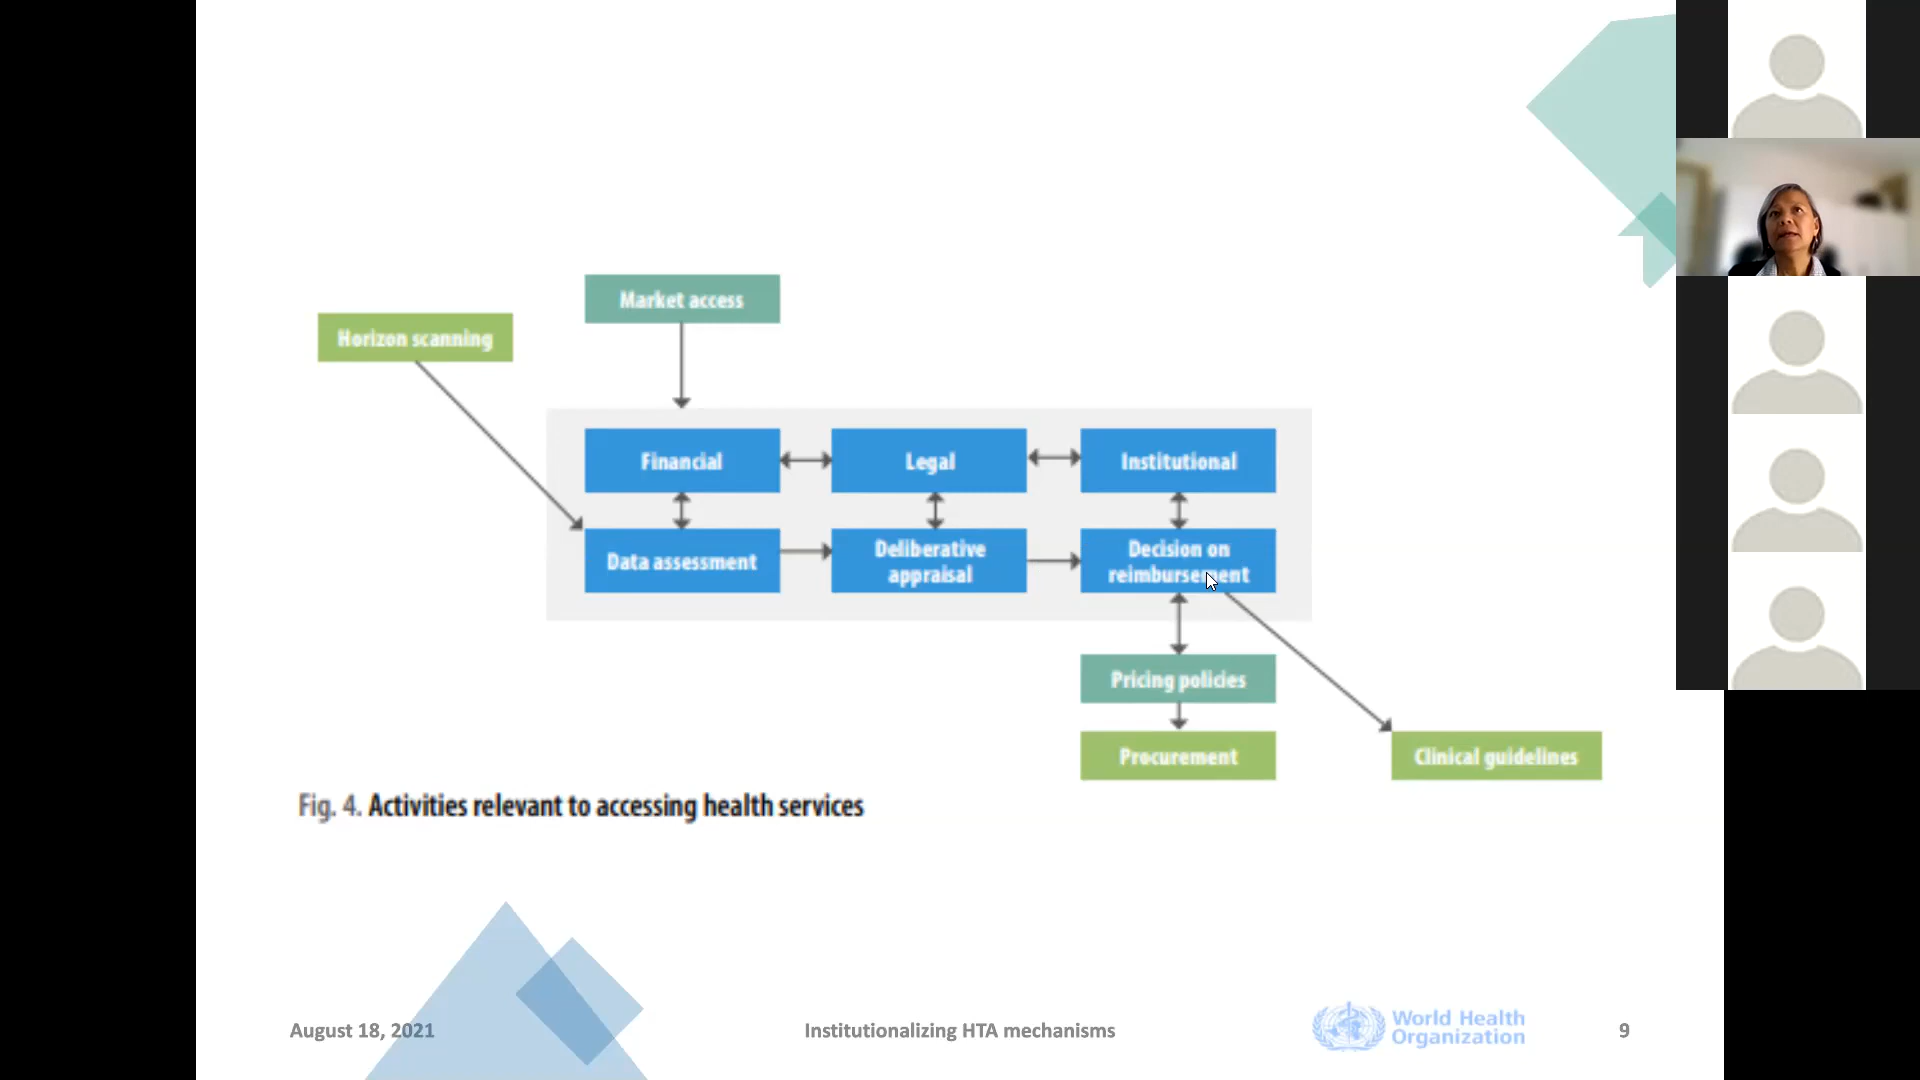 Market access
Horizon scanning
Financial
Legal
Institutional
Data assessment
Deliberative
appraisal
Decision on
reimbursement
Pricing policies
Procurement
Clinical guidelines
Fig. 4. Activities relevant to accessing health services
August 18, 2021
Institutionalizing HTA mechanisms
World Health
Organization
9